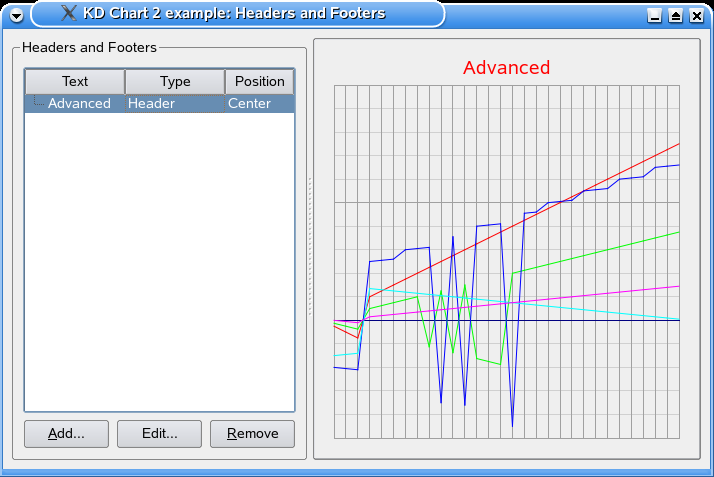 KD Chart 2 example: Headers and Footers
Headers and Footers
Text Type Position
Advanced Header Center
Add... Edit... Remove
Advanced